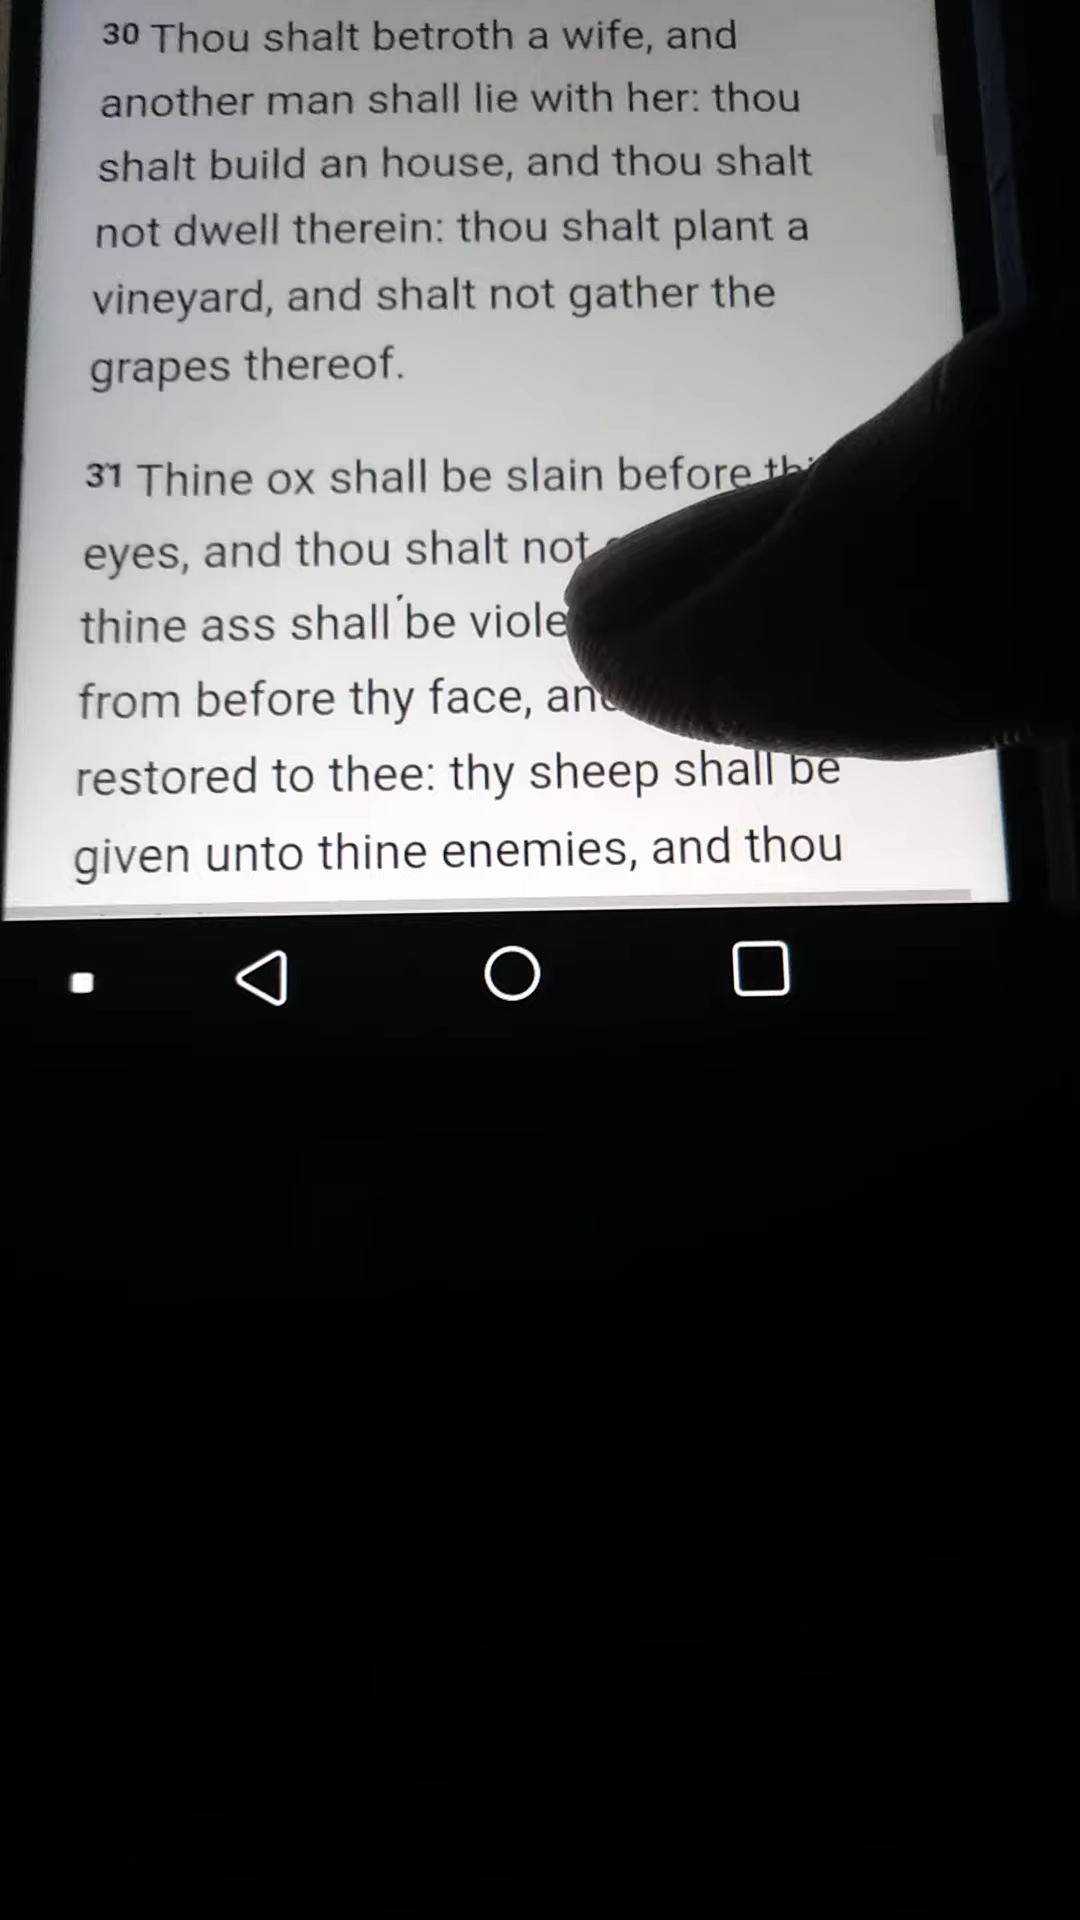 30 Thou shalt betroth a wife, and
another man shall lie with her: thou
shalt build an house, and thou shalt
not dwell therein: thou shalt plant a
vineyard, and shalt not gather the
grapes thereof.
31 Thine ox shall be slain before
eyes, and thou shalt not
thine ass shall be
from before thy face,
restored to thee: thy sheep shall be
given unto thine enemies, and thou